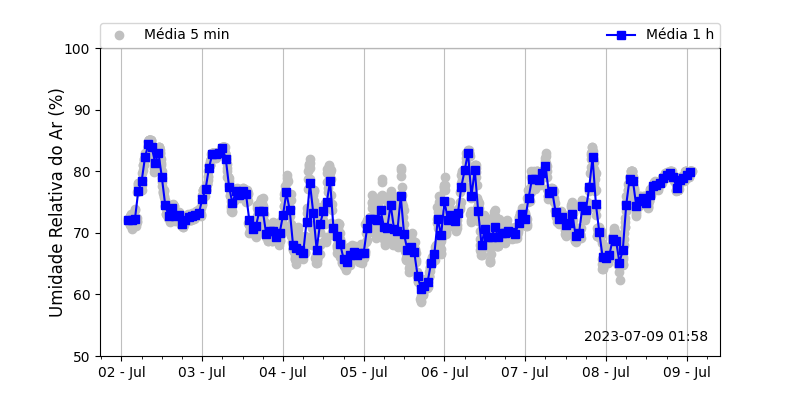 Média 5 min
Média 1 h
100
90
80
70
60
50
Umidade Relativa do Ar (%)
2023-07-09 01:58
02 - Jul
03 - Jul
04 - Jul
05 - Jul
06 - Jul
07 - Jul
08 - Jul
09 - Jul